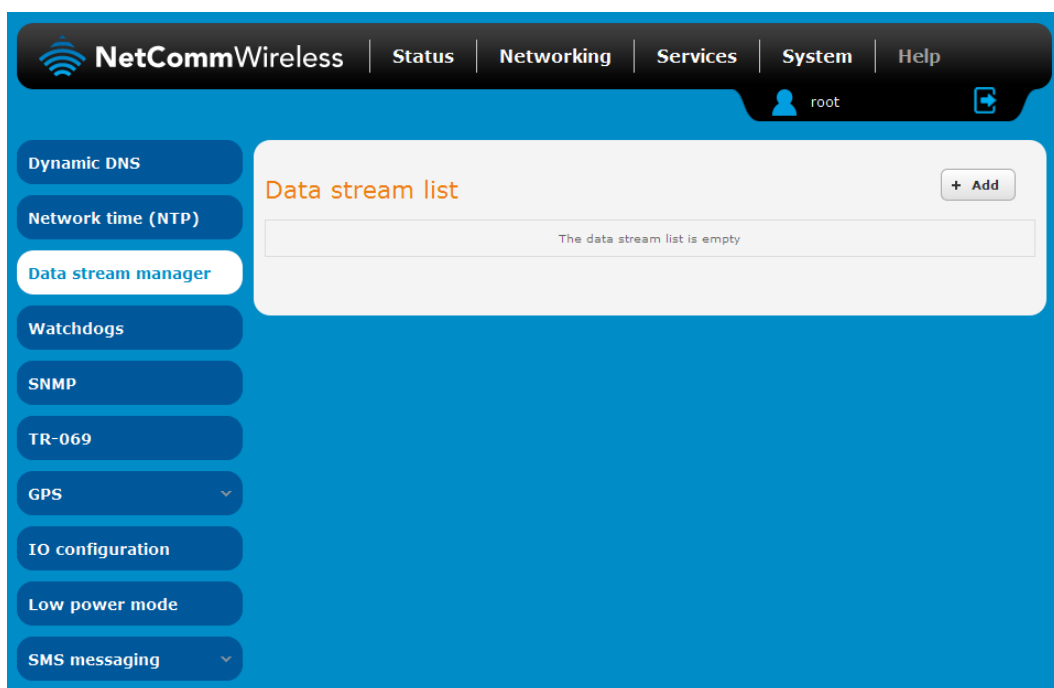 NetCommWireless
Status
Networking
Services
System
Help
root
Dynamic DNS
Network time (NTP)
Data stream manager
Watchdogs
SNMP
TR-069
GPS
IO configuration
Low power mode
SMS messaging
Data stream list
+ Add
The data stream list is empty